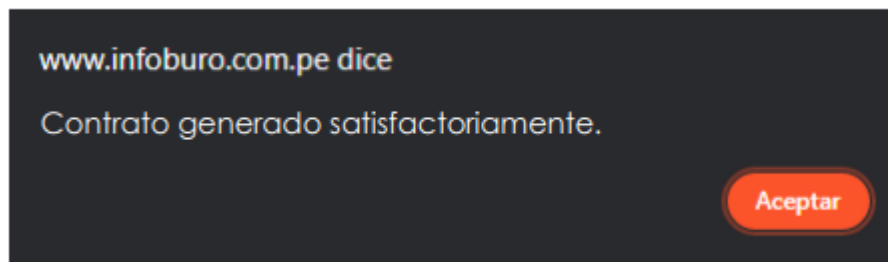 www.infoburo.com.pe dice
Contrato generado satisfactoriamente.
Aceptar